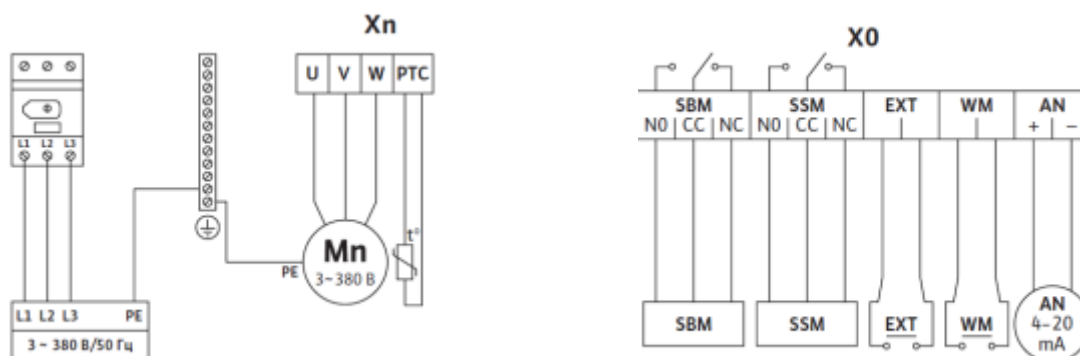 Xn
U V W PTC
L1 L2 L3
t°
Mn
3~380 В
PE
L1 L2 L3 PE
3 ~ 380 В/50 Гц
X0
SBM SSM EXT WM AN
N0 | CC | NC N0 | CC | NC + −
SBM SSM EXT WM AN
4-20
mA